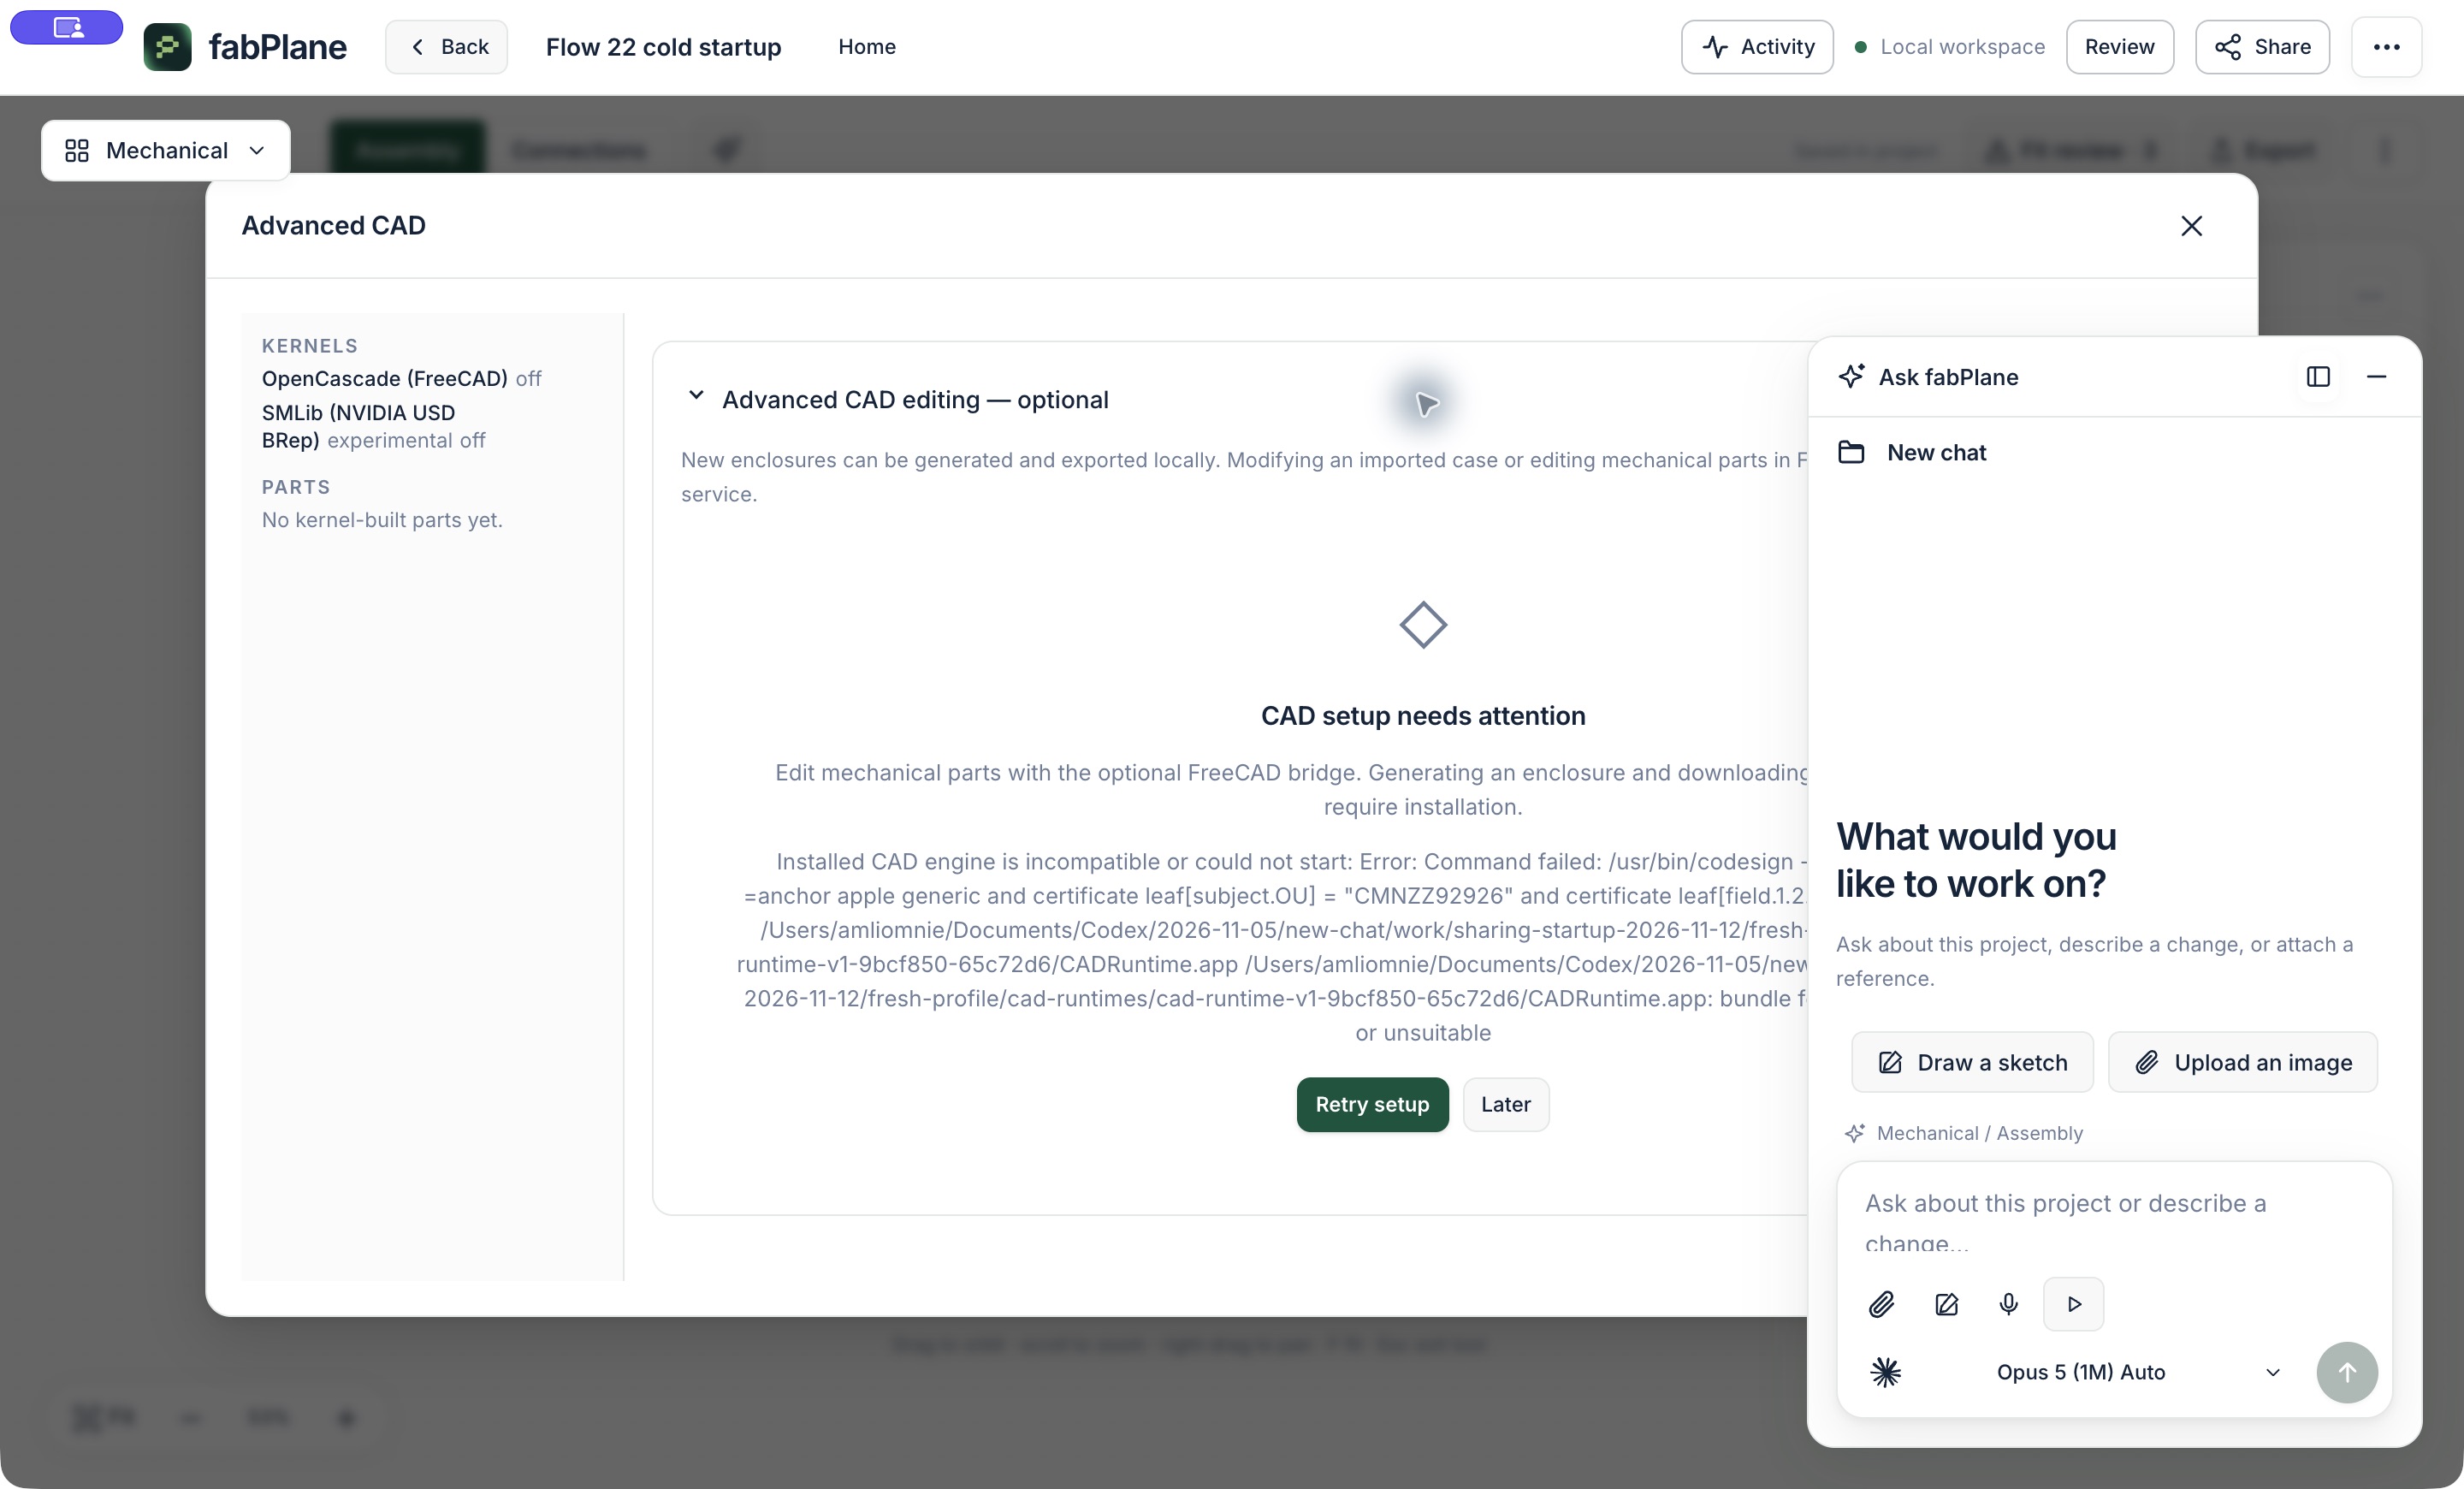 fabPlane
Back
Flow 22 cold startup
Home
Activity
Local workspace
Review
Share
Mechanical
Assembly
Connections
Fit review
Export
Advanced CAD
KERNELS
OpenCascade (FreeCAD) off
SMLib (NVIDIA USD
BRep) experimental off
PARTS
No kernel-built parts yet.
Advanced CAD editing — optional
New enclosures can be generated and exported locally. Modifying an imported case or editing mechanical parts in F
service.
CAD setup needs attention
Edit mechanical parts with the optional FreeCAD bridge. Generating an enclosure and downloading
require installation.
Installed CAD engine is incompatible or could not start: Error: Command failed: /usr/bin/codesign -
=anchor apple generic and certificate leaf[subject.OU] = "CMNZZ92926" and certificate leaf[field.1.2.
/Users/amliomnie/Documents/Codex/2026-11-05/new-chat/work/sharing-startup-2026-11-12/fresh-
runtime-v1-9bcf850-65c72d6/CADRuntime.app /Users/amliomnie/Documents/Codex/2026-11-05/new
2026-11-12/fresh-profile/cad-runtimes/cad-runtime-v1-9bcf850-65c72d6/CADRuntime.app: bundle f
or unsuitable
Retry setup
Later
Ask fabPlane
New chat
What would you
like to work on?
Ask about this project, describe a change, or attach a
reference.
Draw a sketch
Upload an image
Mechanical / Assembly
Ask about this project or describe a
change...
Opus 5 (1M) Auto